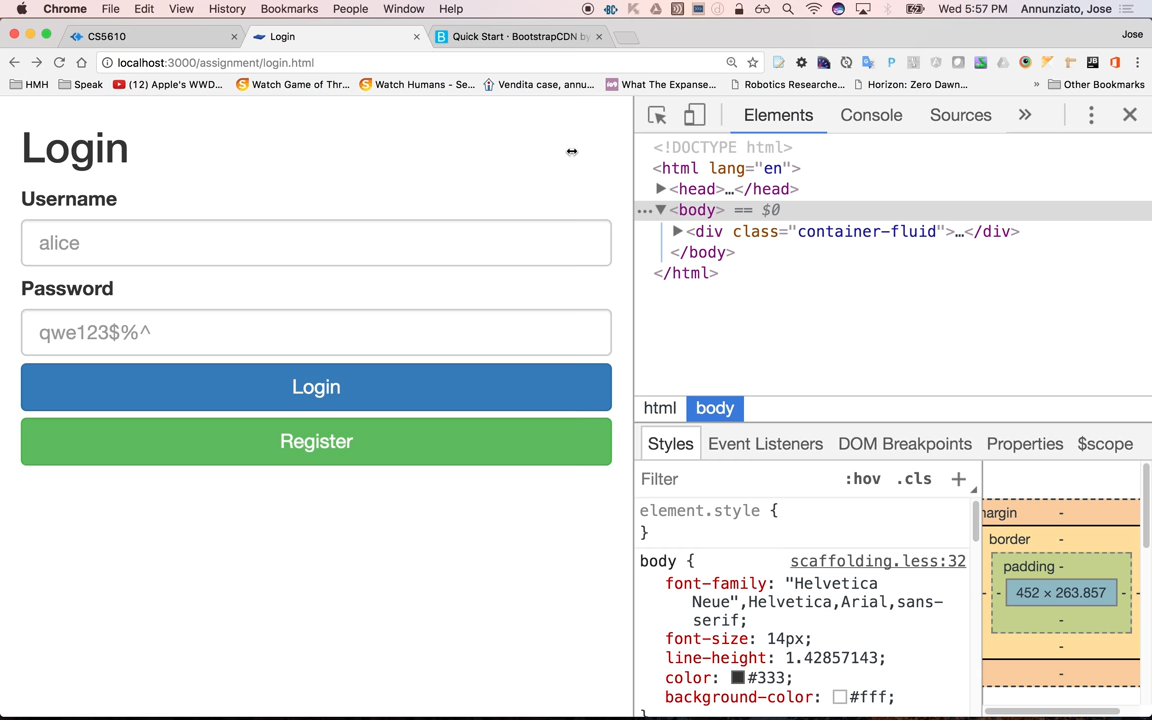 Chrome File Edit View History Bookmarks People Window Help Wed 5:57 PM Annunziato, Jose
CS5610 Login Quick Start · BootstrapCDN by Jose
localhost:3000/assignment/login.html
HMH Speak (12) Apple's WWD... Watch Game of Thr... Watch Humans - Se... Vendita case, annu... What The Expanse... Robotics Researche... Horizon: Zero Dawn... » Other Bookmarks
Elements Console Sources »
Login
<!DOCTYPE html>
<html lang="en">
<head>…</head>
Username
…<body> == $0
alice
<div class="container-fluid">…</div>
</body>
</html>
Password
qwe123$%^
Login
html body
Register
Styles Event Listeners DOM Breakpoints Properties $scope
Filter :hov .cls +
element.style {
}
body { scaffolding.less:32
font-family: "Helvetica
Neue",Helvetica,Arial,sans-
serif;
font-size: 14px;
line-height: 1.42857143;
color: #333;
background-color: #fff;
}
margin -
border -
padding -
- - 452 × 263.857 - -
-
-
-